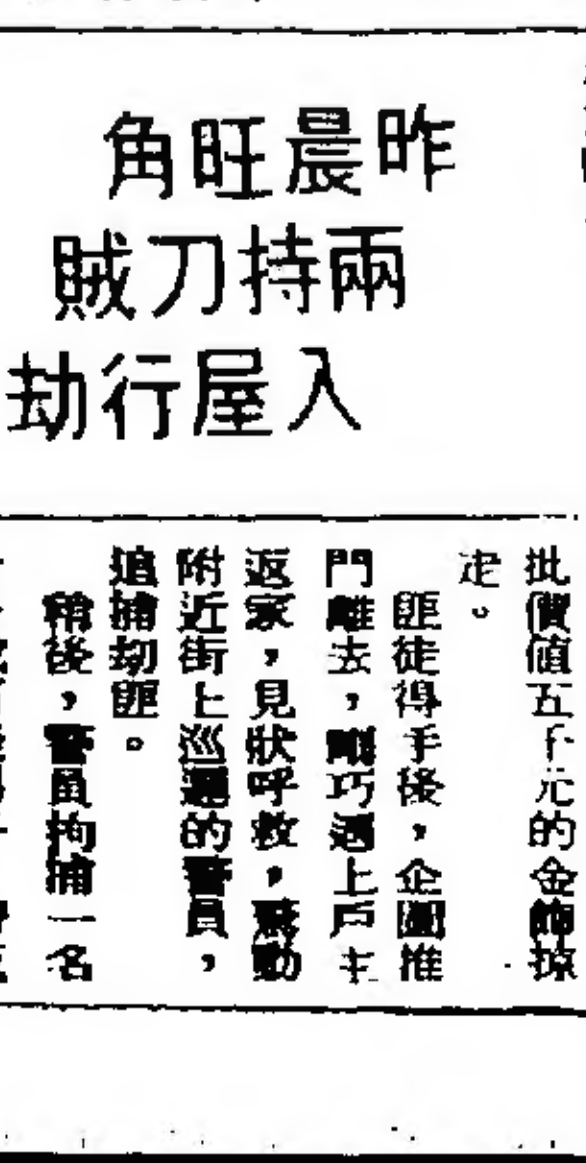 昨晨旺角
兩持刀賊
入屋行劫
批價值五千元的金飾掠
走。
匪徒得手後，企圖推
門離去，剛巧遇上戶主
返家，見狀呼救，驚動
附近街上巡邏的警員，
追捕劫匪。
稍後，警員拘捕一名